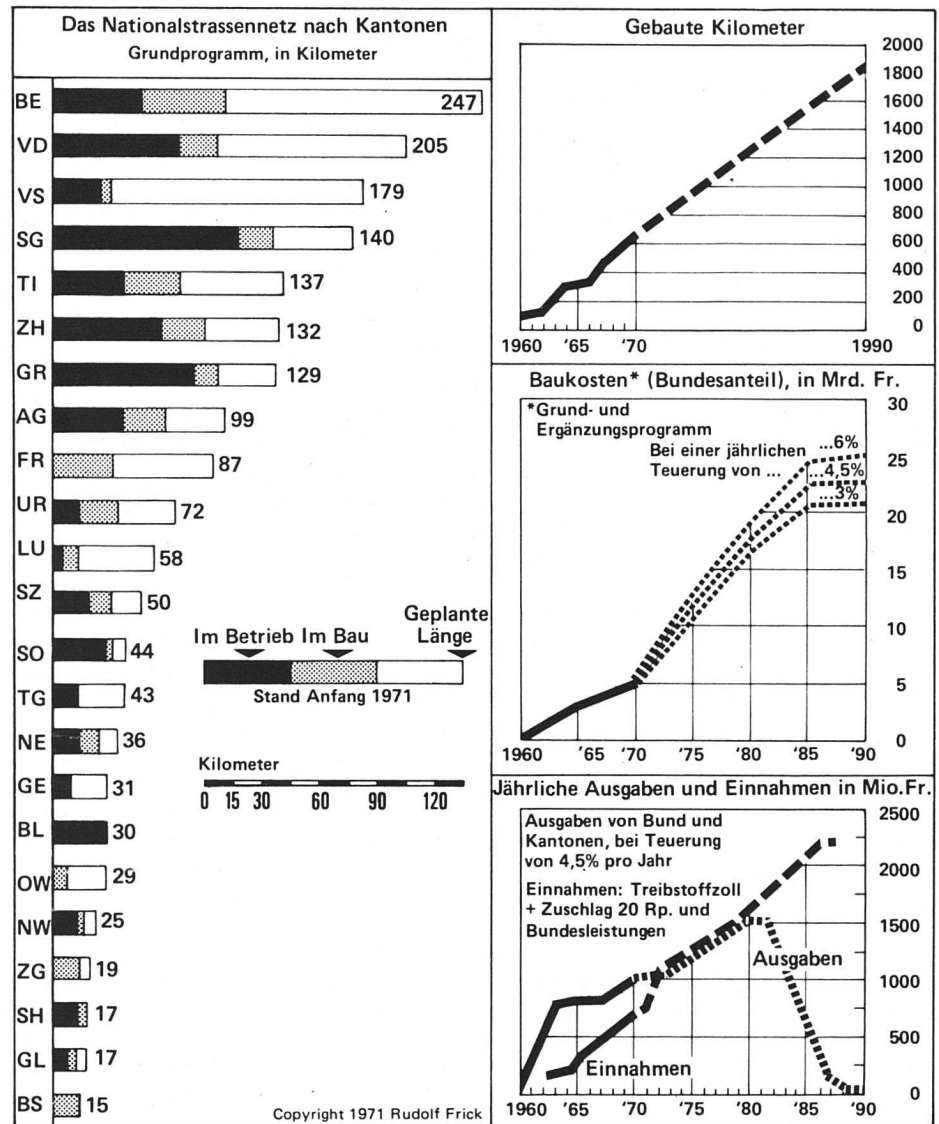 Das Nationalstrassennetz nach Kantonen
Grundprogramm, in Kilometer
BE 247
VD 205
VS 179
SG 140
TI 137
ZH 132
GR 129
AG 99
FR 87
UR 72
LU 58
SZ 50
SO 44
TG 43
NE 36
GE 31
BL 30
OW 29
NW 25
ZG 19
SH 17
GL 17
BS 15
Im Betrieb Im Bau Geplante
Länge
Stand Anfang 1971
Kilometer
0 15 30 60 90 120
Copyright 1971 Rudolf Frick
Gebaute Kilometer
2000
1800
1600
1400
1200
1000
800
600
400
200
0
1960 '65 '70 1990
Baukosten* (Bundesanteil), in Mrd. Fr.
*Grund- und
Ergänzungsprogramm
Bei einer jährlichen
Teuerung von ...
...6%
...4,5%
...3%
30
25
20
15
10
5
0
1960 '65 '70 '75 '80 '85 '90
Jährliche Ausgaben und Einnahmen in Mio.Fr.
Ausgaben von Bund und
Kantonen, bei Teuerung
von 4,5% pro Jahr
Einnahmen: Treibstoffzoll
+ Zuschlag 20 Rp. und
Bundesleistungen
Ausgaben
Einnahmen
2500
2000
1500
1000
500
0
1960 '65 '70 '75 '80 '85 '90